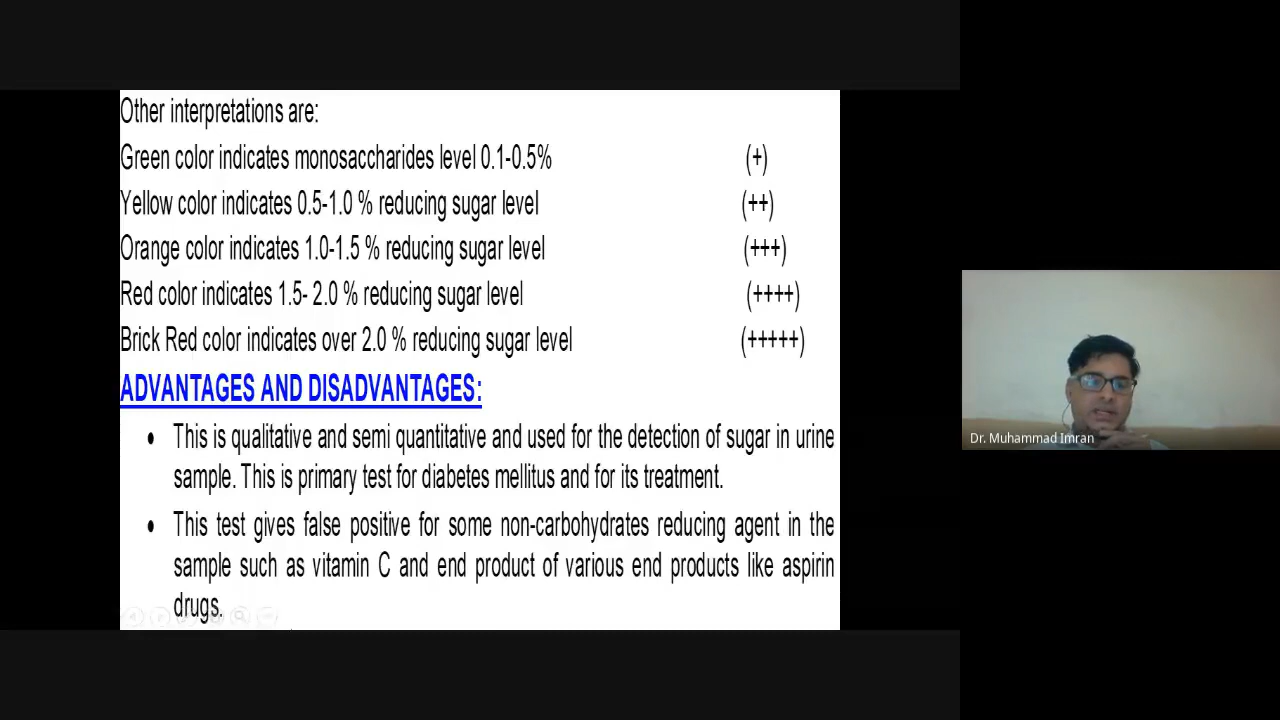 Other interpretations are:
Green color indicates monosaccharides level 0.1-0.5% (+)
Yellow color indicates 0.5-1.0 % reducing sugar level (++)
Orange color indicates 1.0-1.5 % reducing sugar level (+++)
Red color indicates 1.5- 2.0 % reducing sugar level (++++)
Brick Red color indicates over 2.0 % reducing sugar level (+++++)
ADVANTAGES AND DISADVANTAGES:
• This is qualitative and semi quantitative and used for the detection of sugar in urine
sample. This is primary test for diabetes mellitus and for its treatment.
• This test gives false positive for some non-carbohydrates reducing agent in the
sample such as vitamin C and end product of various end products like aspirin
drugs.
Dr. Muhammad Imran